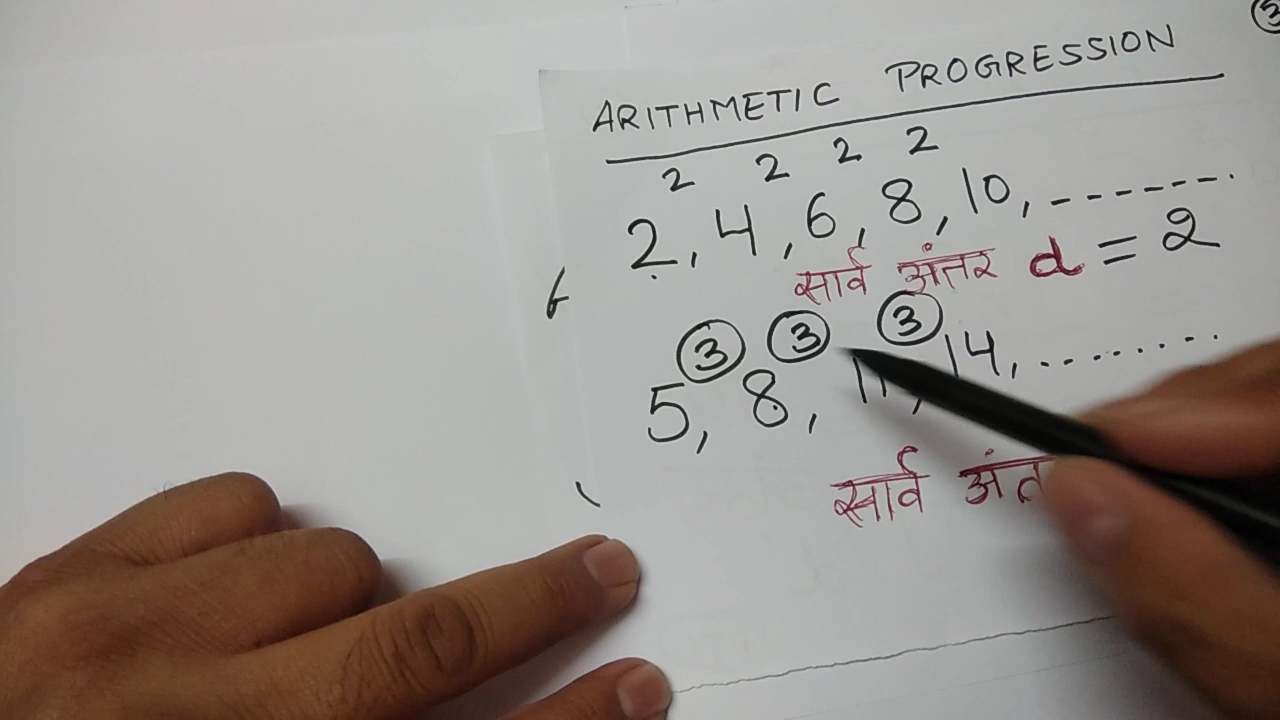 ARITHMETIC PROGRESSION
2 2 2 2
2, 4, 6, 8, 10, ------.
सार्व अंतर d = 2
3 3 3
5, 8, 11, 14, ........
सार्व